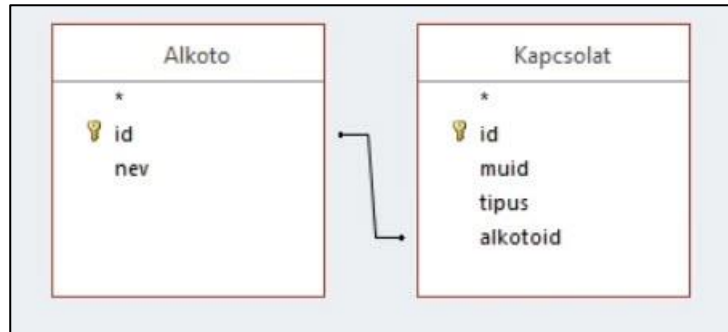 Alkoto
*
id
nev
Kapcsolat
*
id
muid
tipus
alkotoid